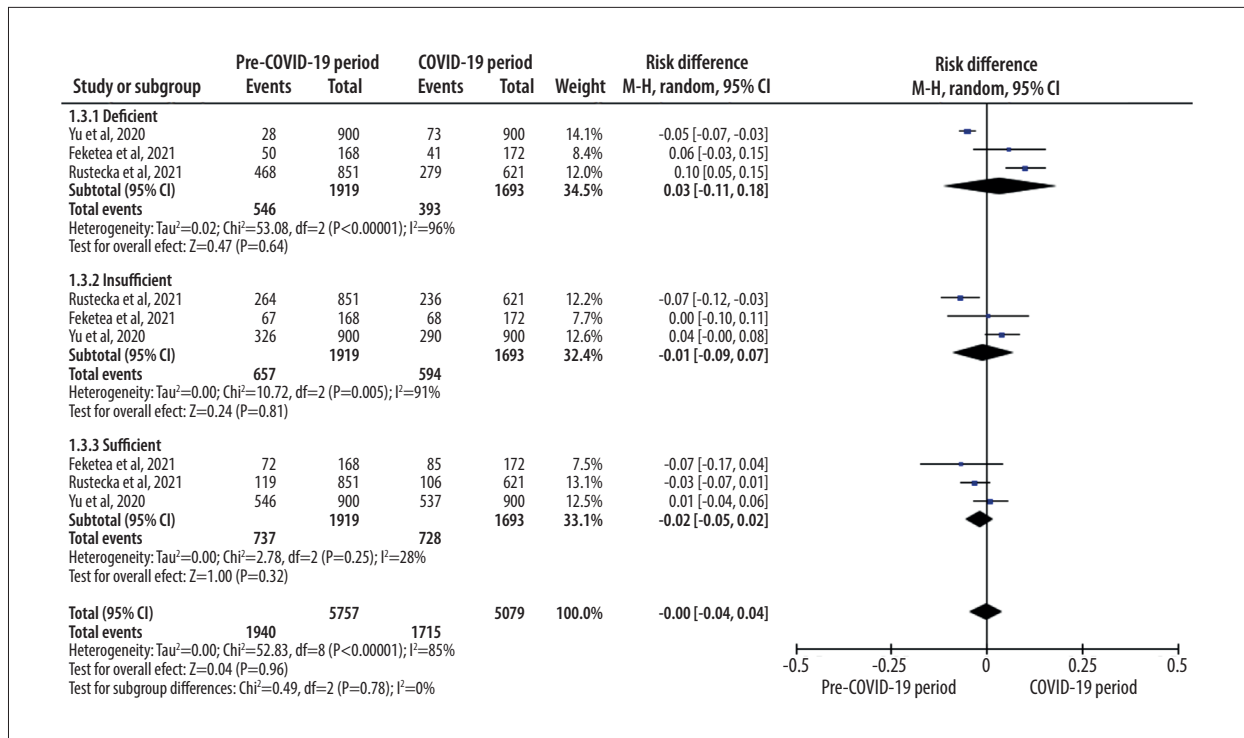 Pre-COVID-19 period COVID-19 period Risk difference Risk difference
Study or subgroup Events Total Events Total Weight M-H, random, 95% CI M-H, random, 95% CI
1.3.1 Deficient
Yu et al, 2020 28 900 73 900 14.1% -0.05 [-0.07, -0.03]
Feketea et al, 2021 50 168 41 172 8.4% 0.06 [-0.03, 0.15]
Rustecka et al, 2021 468 851 279 621 12.0% 0.10 [0.05, 0.15]
Subtotal (95% CI) 1919 1693 34.5% 0.03 [-0.11, 0.18]
Total events 546 393
Heterogeneity: Tau²=0.02; Chi²=53.08, df=2 (P<0.00001); I²=96%
Test for overall efect: Z=0.47 (P=0.64)
1.3.2 Insufficient
Rustecka et al, 2021 264 851 236 621 12.2% -0.07 [-0.12, -0.03]
Feketea et al, 2021 67 168 68 172 7.7% 0.00 [-0.10, 0.11]
Yu et al, 2020 326 900 290 900 12.6% 0.04 [-0.00, 0.08]
Subtotal (95% CI) 1919 1693 32.4% -0.01 [-0.09, 0.07]
Total events 657 594
Heterogeneity: Tau²=0.00; Chi²=10.72, df=2 (P=0.005); I²=91%
Test for overall efect: Z=0.24 (P=0.81)
1.3.3 Sufficient
Feketea et al, 2021 72 168 85 172 7.5% -0.07 [-0.17, 0.04]
Rustecka et al, 2021 119 851 106 621 13.1% -0.03 [-0.07, 0.01]
Yu et al, 2020 546 900 537 900 12.5% 0.01 [-0.04, 0.06]
Subtotal (95% CI) 1919 1693 33.1% -0.02 [-0.05, 0.02]
Total events 737 728
Heterogeneity: Tau²=0.00; Chi²=2.78, df=2 (P=0.25); I²=28%
Test for overall efect: Z=1.00 (P=0.32)
Total (95% CI) 5757 5079 100.0% -0.00 [-0.04, 0.04]
Total events 1940 1715
Heterogeneity: Tau²=0.00; Chi²=52.83, df=8 (P<0.00001); I²=85%
Test for overall efect: Z=0.04 (P=0.96)
Test for subgroup differences: Chi²=0.49, df=2 (P=0.78); I²=0%
-0.5 -0.25 0 0.25 0.5
Pre-COVID-19 period COVID-19 period